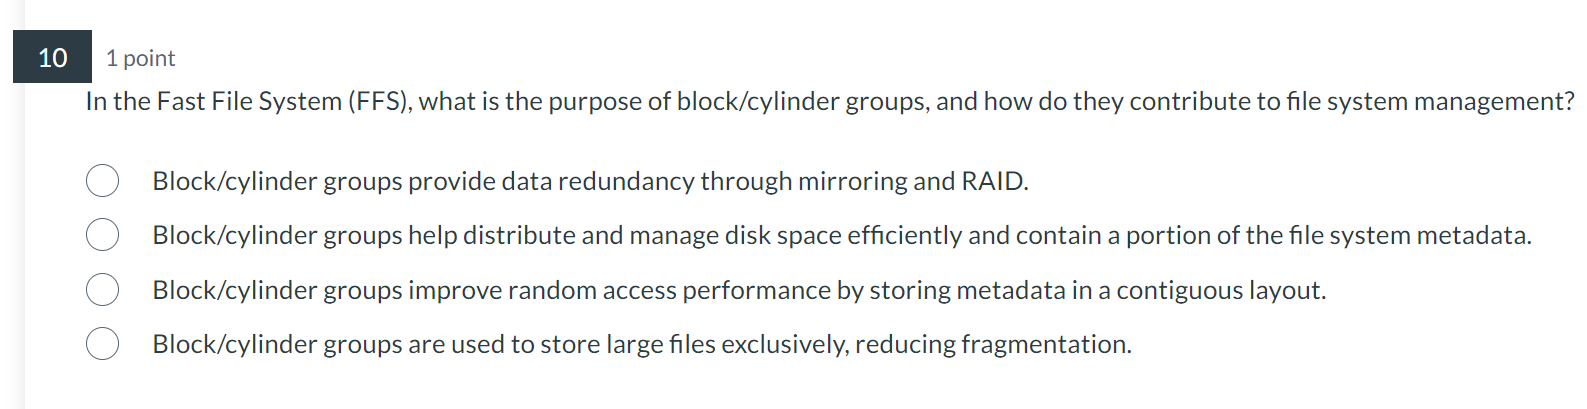 10 1 point
In the Fast File System (FFS), what is the purpose of block/cylinder groups, and how do they contribute to file system management?
Block/cylinder groups provide data redundancy through mirroring and RAID.
Block/cylinder groups help distribute and manage disk space efficiently and contain a portion of the file system metadata.
Block/cylinder groups improve random access performance by storing metadata in a contiguous layout.
Block/cylinder groups are used to store large files exclusively, reducing fragmentation.